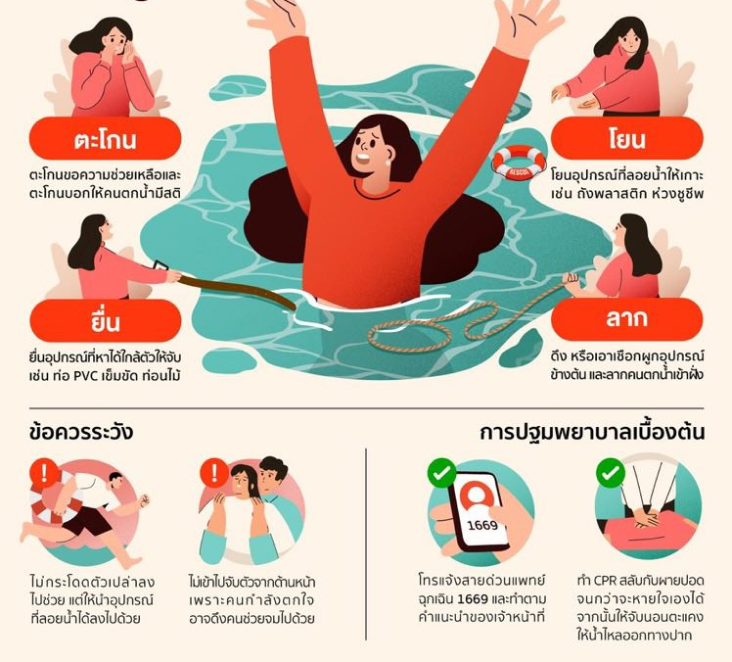 ตะโกน
ตะโกนขอความช่วยเหลือและ
ตะโกนบอกให้คนตกน้ำมีสติ
โยน
โยนอุปกรณ์ที่ลอยน้ำให้เกาะ
เช่น ถังพลาสติก ห่วงชูชีพ
ยื่น
ยื่นอุปกรณ์ที่หาได้ใกล้ตัวให้จับ
เช่น ท่อ PVC เข็มขัด ท่อนไม้
ลาก
ดึง หรือเอาเชือกผูกอุปกรณ์
ข้างต้น และลากคนตกน้ำเข้าฝั่ง
ข้อควรระวัง
ไม่กระโดดตัวเปล่าลง
ไปช่วย แต่ให้นำอุปกรณ์
ที่ลอยน้ำได้ลงไปด้วย
ไม่เข้าไปจับตัวจากด้านหน้า
เพราะคนกำลังตกใจ
อาจดึงคนช่วยจมไปด้วย
การปฐมพยาบาลเบื้องต้น
1669
โทรแจ้งสายด่วนแพทย์
ฉุกเฉิน 1669 และทำตาม
คำแนะนำของเจ้าหน้าที่
ทำ CPR สลับกับผายปอด
จนกว่าจะหายใจเองได้
จากนั้นให้จับนอนตะแคง
ให้น้ำไหลออกทางปาก